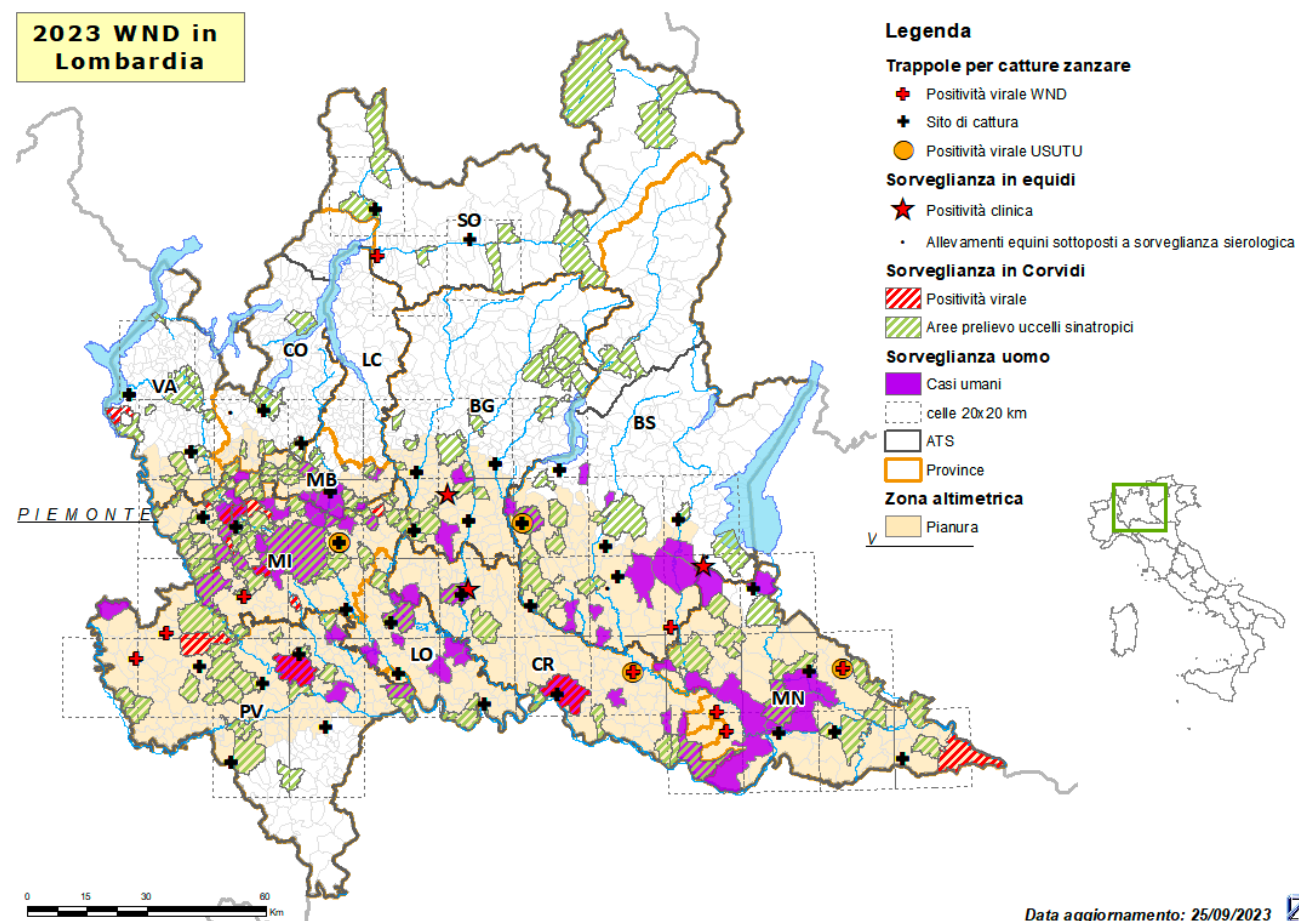 2023 WND in
Lombardia
Legenda
Trappole per catture zanzare
Positività virale WND
Sito di cattura
Positività virale USUTU
Sorveglianza in equidi
Positività clinica
Allevamenti equini sottoposti a sorveglianza sierologica
Sorveglianza in Corvidi
Positività virale
Aree prelievo uccelli sinatropici
Sorveglianza uomo
Casi umani
celle 20x20 km
ATS
Province
Zona altimetrica
Pianura
V
SO
CO
LC
VA
BG
BS
MB
PIEMONTE
MI
LO
CR
MN
PV
0 15 30 60
Km
Data aggiornamento: 25/09/2023